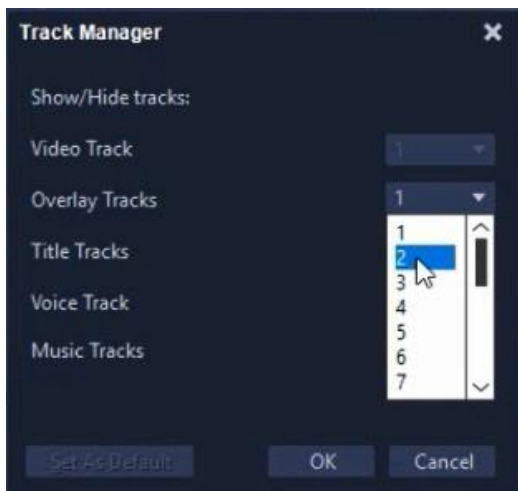 Track Manager
Show/Hide tracks:
Video Track 1
Overlay Tracks 1
1
Title Tracks 2
3
Voice Track 4
5
Music Tracks 6
7
Set As Default OK Cancel